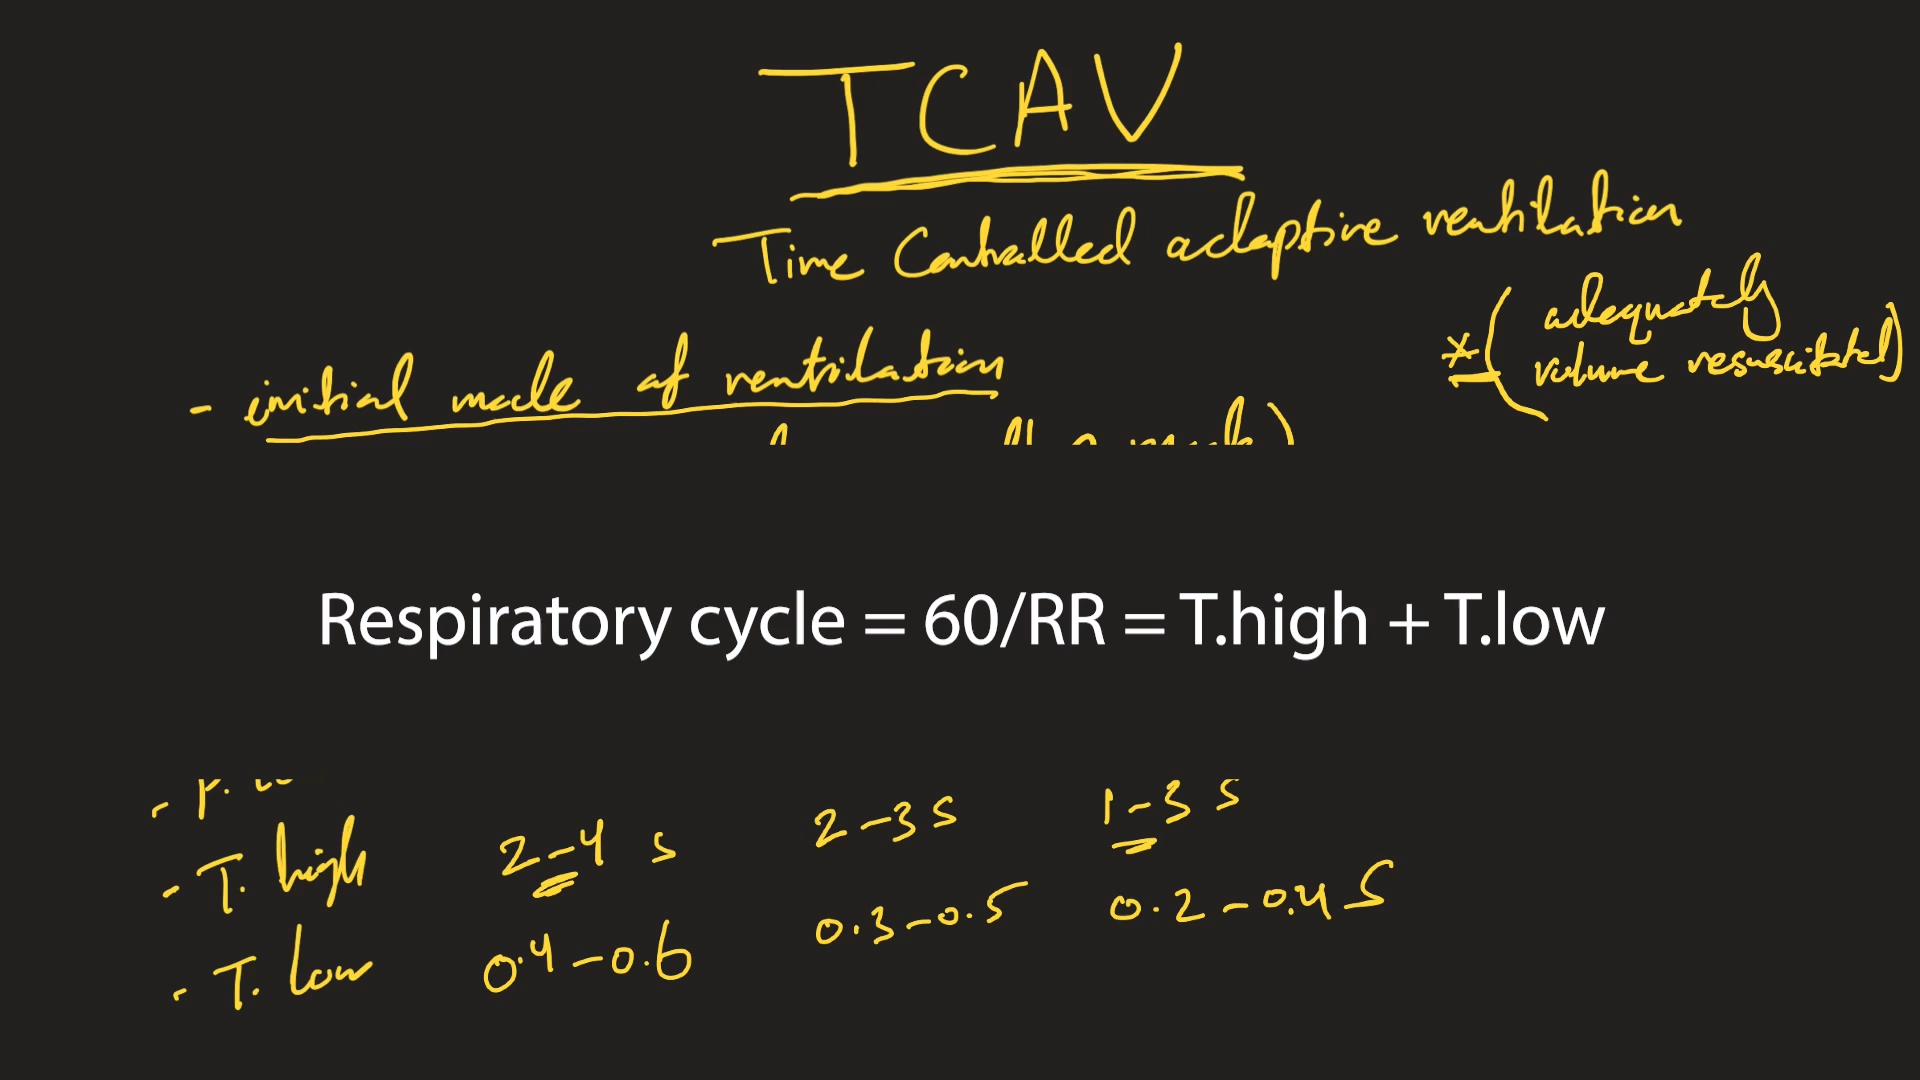 TCAV
Time Controlled adaptive ventilation
* ( adequately
volume resuscitated)
- initial mode of ventilation
Respiratory cycle = 60/RR = T.high + T.low
- T. high 2-4 s 2-3 s 1-3 s
- T. low 0.4-0.6 0.3-0.5 0.2-0.4 s